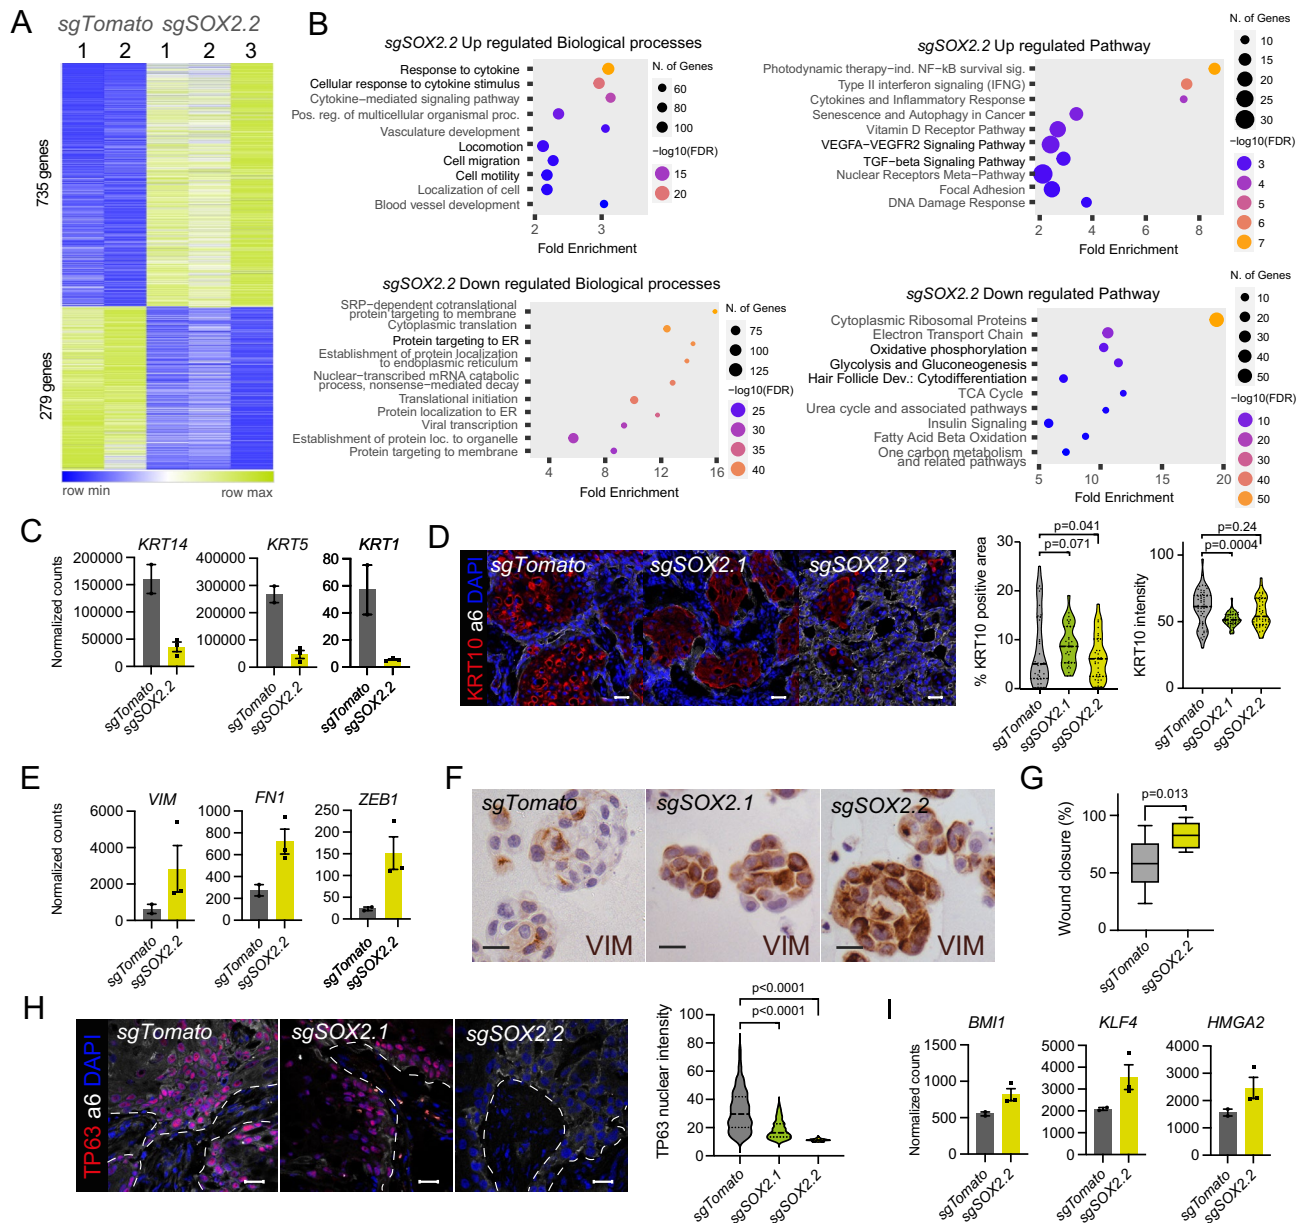 A
sgTomato sgSOX2.2
1 2 1 2 3
735 genes
279 genes
row min
row max
B
sgSOX2.2 Up regulated Biological processes
Response to cytokine
Cellular response to cytokine stimulus
Cytokine-mediated signaling pathway
Pos. reg. of multicellular organismal proc.
Vasculature development
Locomotion
Cell migration
Cell motility
Localization of cell
Blood vessel development
2 3
Fold Enrichment
N. of Genes
60
80
100
−log10(FDR)
15
20
sgSOX2.2 Up regulated Pathway
Photodynamic therapy-ind. NF-kB survival sig.
Type II interferon signaling (IFNG)
Cytokines and Inflammatory Response
Senescence and Autophagy in Cancer
Vitamin D Receptor Pathway
VEGFA−VEGFR2 Signaling Pathway
TGF-beta Signaling Pathway
Nuclear Receptors Meta-Pathway
Focal Adhesion
DNA Damage Response
2 4 6 8
Fold Enrichment
N. of Genes
10
15
20
25
30
−log10(FDR)
3
4
5
6
7
sgSOX2.2 Down regulated Biological processes
SRP-dependent cotranslational
protein targeting to membrane
Cytoplasmic translation
Protein targeting to ER
Establishment of protein localization
to endoplasmic reticulum
Nuclear-transcribed mRNA catabolic
process, nonsense-mediated decay
Translational initiation
Protein localization to ER
Viral transcription
Establishment of protein loc. to organelle
Protein targeting to membrane
4 8 12 16
Fold Enrichment
N. of Genes
75
100
125
−log10(FDR)
25
30
35
40
sgSOX2.2 Down regulated Pathway
Cytoplasmic Ribosomal Proteins
Electron Transport Chain
Oxidative phosphorylation
Glycolysis and Gluconeogenesis
Hair Follicle Dev.: Cytodifferentiation
TCA Cycle
Urea cycle and associated pathways
Insulin Signaling
Fatty Acid Beta Oxidation
One carbon metabolism
and related pathways
5 10 15 20
Fold Enrichment
N. of Genes
10
20
30
40
50
−log10(FDR)
10
20
30
40
50
C
Normalized counts
KRT14
200000
150000
100000
50000
0
sgTomato
sgSOX2.2
KRT5
400000
300000
200000
100000
0
sgTomato
sgSOX2.2
KRT1
80
60
40
20
0
sgTomato
sgSOX2.2
D
KRT10 a6 DAPI
sgTomato
sgSOX2.1
sgSOX2.2
% KRT10 positive area
p=0.041
p=0.071
30
20
10
0
sgTomato
sgSOX2.1
sgSOX2.2
KRT10 intensity
p=0.24
p=0.0004
100
50
0
sgTomato
sgSOX2.1
sgSOX2.2
E
Normalized counts
VIM
6000
4000
2000
0
sgTomato
sgSOX2.2
FN1
1000
800
600
400
200
0
sgTomato
sgSOX2.2
ZEB1
250
200
150
100
50
0
sgTomato
sgSOX2.2
F
sgTomato
VIM
sgSOX2.1
VIM
sgSOX2.2
VIM
G
Wound closure (%)
p=0.013
100
50
0
sgTomato
sgSOX2.2
H
TP63 a6 DAPI
sgTomato
sgSOX2.1
sgSOX2.2
TP63 nuclear intensity
p<0.0001
p<0.0001
100
80
60
40
20
0
sgTomato
sgSOX2.1
sgSOX2.2
I
Normalized counts
BMI1
1500
1000
500
0
sgTomato
sgSOX2.2
KLF4
5000
4000
3000
2000
1000
0
sgTomato
sgSOX2.2
HMGA2
4000
3000
2000
1000
0
sgTomato
sgSOX2.2